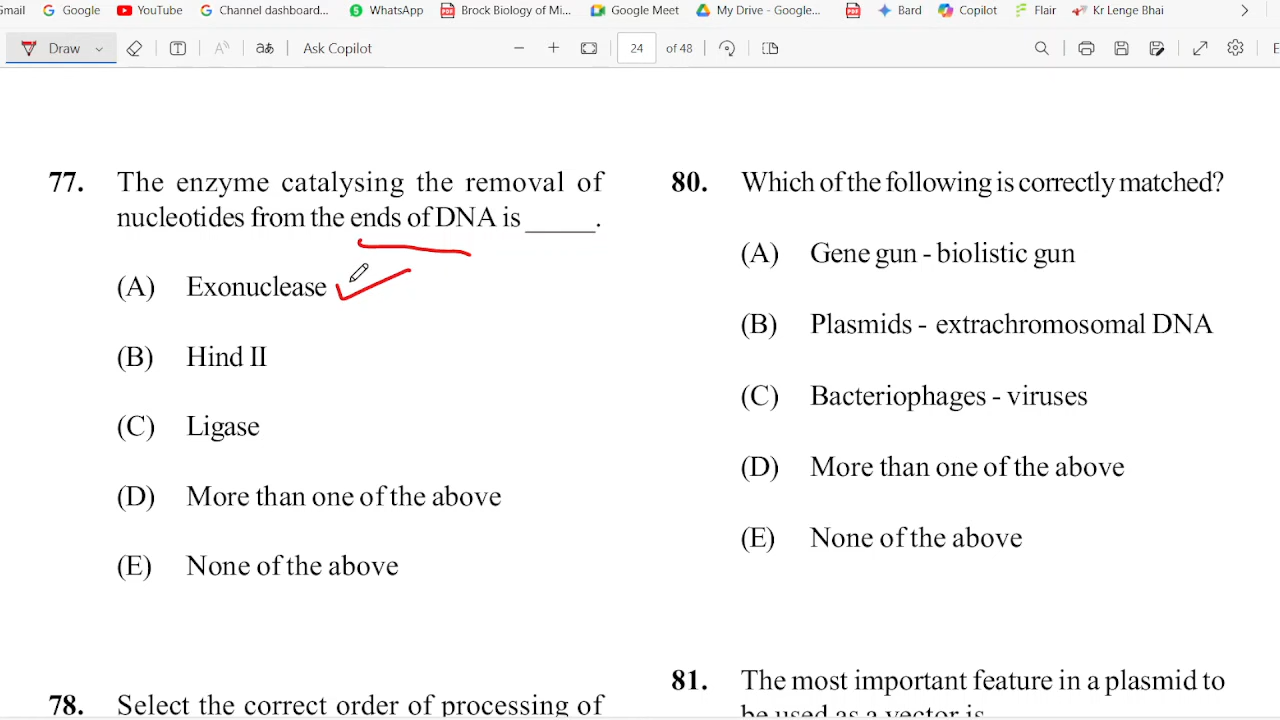 Gmail Google YouTube Channel dashboard... WhatsApp Brock Biology of Mi... Google Meet My Drive - Google... Bard Copilot Flair Kr Lenge Bhai
Draw Ask Copilot 24 of 48
77. The enzyme catalysing the removal of
nucleotides from the ends of DNA is _____.
(A) Exonuclease
(B) Hind II
(C) Ligase
(D) More than one of the above
(E) None of the above
78. Select the correct order of processing of
80. Which of the following is correctly matched?
(A) Gene gun - biolistic gun
(B) Plasmids - extrachromosomal DNA
(C) Bacteriophages - viruses
(D) More than one of the above
(E) None of the above
81. The most important feature in a plasmid to
be used as a vector is